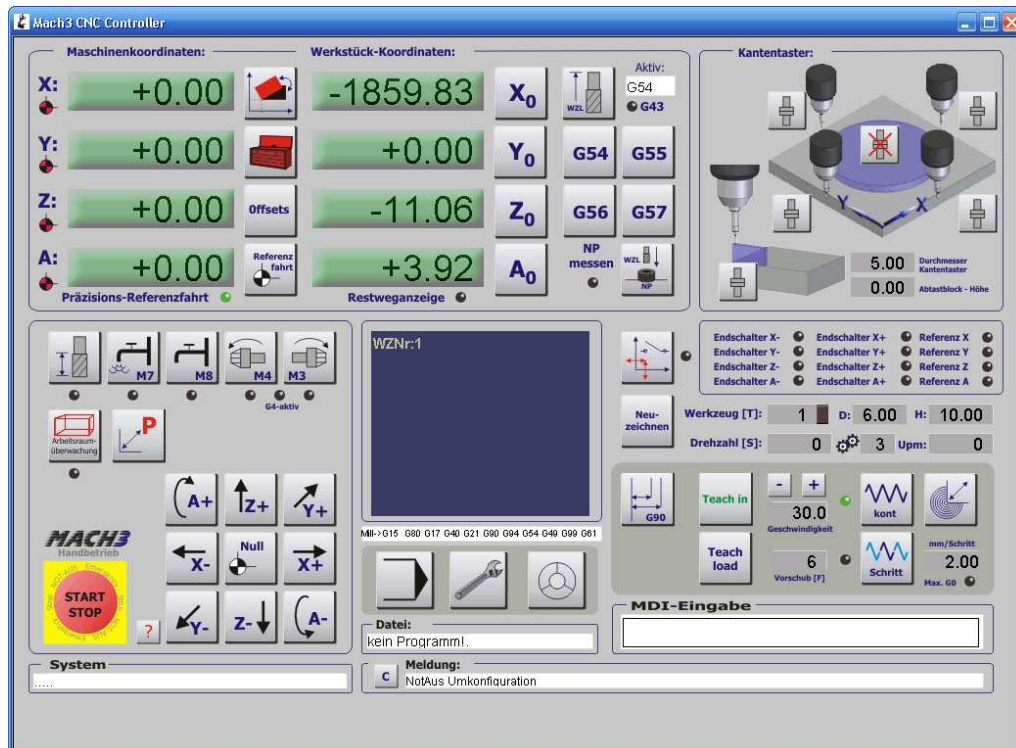 Mach3 CNC Controller
Maschinenkoordinaten: Werkstück-Koordinaten: Aktiv: Kantentaster:
X: +0.00 -1859.83 X0 WZL G54
G43
Y: +0.00 +0.00 Y0 G54 G55
Z: +0.00 Offsets -11.06 Z0 G56 G57
Y X
A: +0.00 Referenz fahrt +3.92 A0 NP messen WZL NP
5.00 Durchmesser Kantentaster
0.00 Abtastblock - Höhe
Präzisions-Referenzfahrt Restweganzeige
M7 M8 M4 M3
G4-aktiv
WZNr:1
Endschalter X- Endschalter X+ Referenz X
Endschalter Y- Endschalter Y+ Referenz Y
Endschalter Z- Endschalter Z+ Referenz Z
Endschalter A- Endschalter A+ Referenz A
Arbeitsraum-
überwachung
P
Neu-
zeichnen
Werkzeug [T]: 1 D: 6.00 H: 10.00
Drehzahl [S]: 0 3 Upm: 0
A+ Z+ Y+
X- Null X+
Y- Z- A-
MACH3
Handbetrieb
START
STOP
NOT-AUS Emergency-Stop
?
G90 Teach in - + kont
30.0
Geschwindigkeit
Teach
load
6
Vorschub [F]
Schritt
mm/Schritt
2.00
Max. G0
Mill->G15 G80 G17 G40 G21 G90 G94 G54 G49 G99 G61
Datei:
kein Programm!.
MDI-Eingabe
System
.....
C
Meldung:
NotAus Umkonfiguration